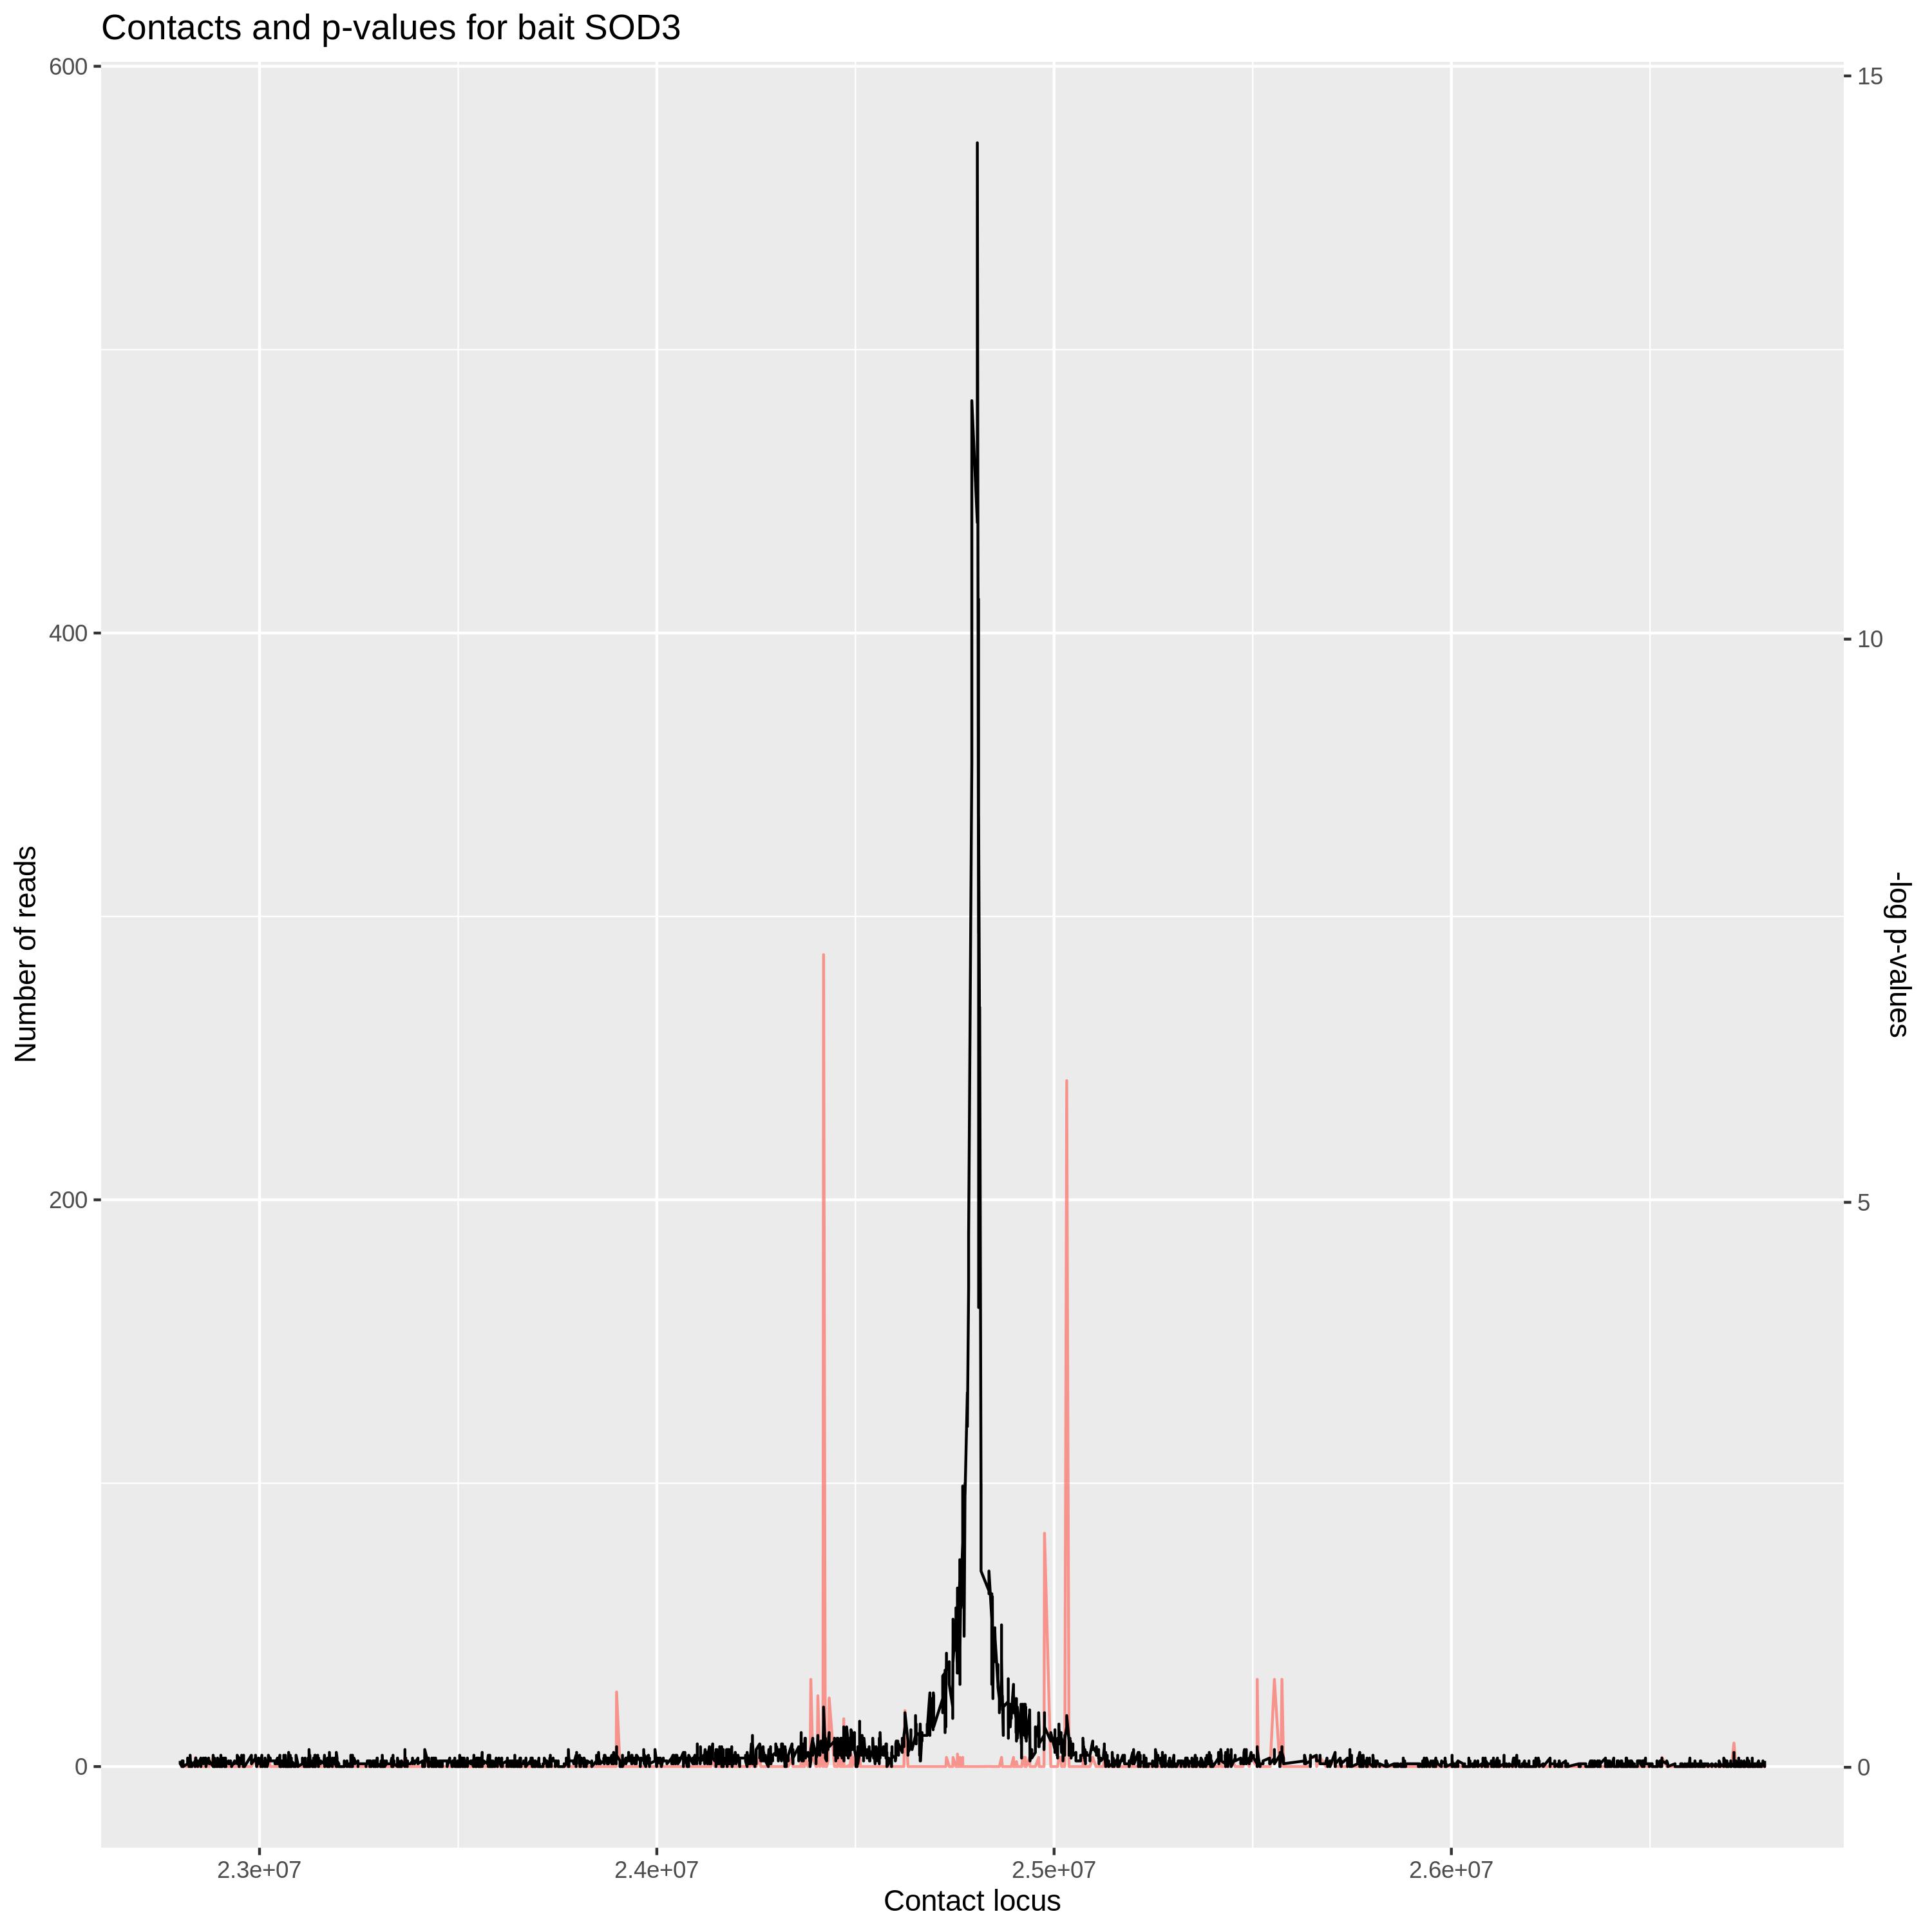 Contacts and p-values for bait SOD3
600
400
200
0
Number of reads
15
10
5
0
-log p-values
2.3e+07
2.4e+07
2.5e+07
2.6e+07
Contact locus